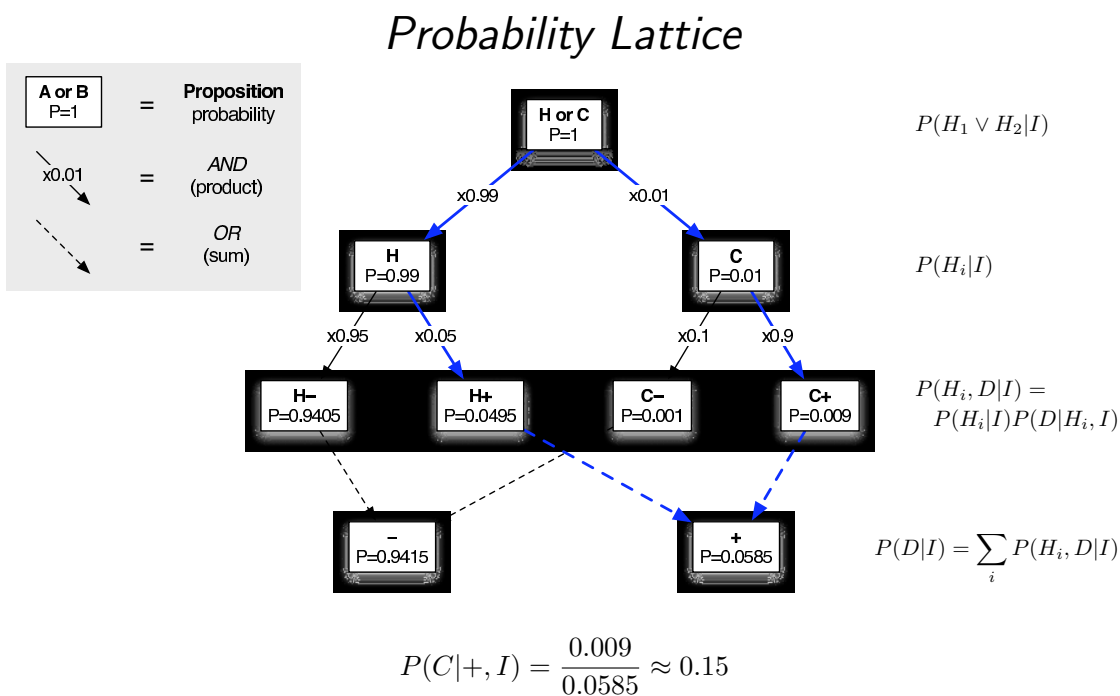 Probability Lattice
A or B
P=1
=
Proposition
probability
x0.01
=
AND
(product)
=
OR
(sum)
H or C
P=1
P(H₁ ∨ H₂|I)
x0.99
x0.01
H
P=0.99
C
P=0.01
P(Hᵢ|I)
x0.95
x0.05
x0.1
x0.9
H−
P=0.9405
H+
P=0.0495
C−
P=0.001
C+
P=0.009
P(Hᵢ, D|I) =
P(Hᵢ|I)P(D|Hᵢ, I)
−
P=0.9415
+
P=0.0585
P(D|I) = ∑ᵢ P(Hᵢ, D|I)
P(C|+, I) = 0.009 / 0.0585 ≈ 0.15